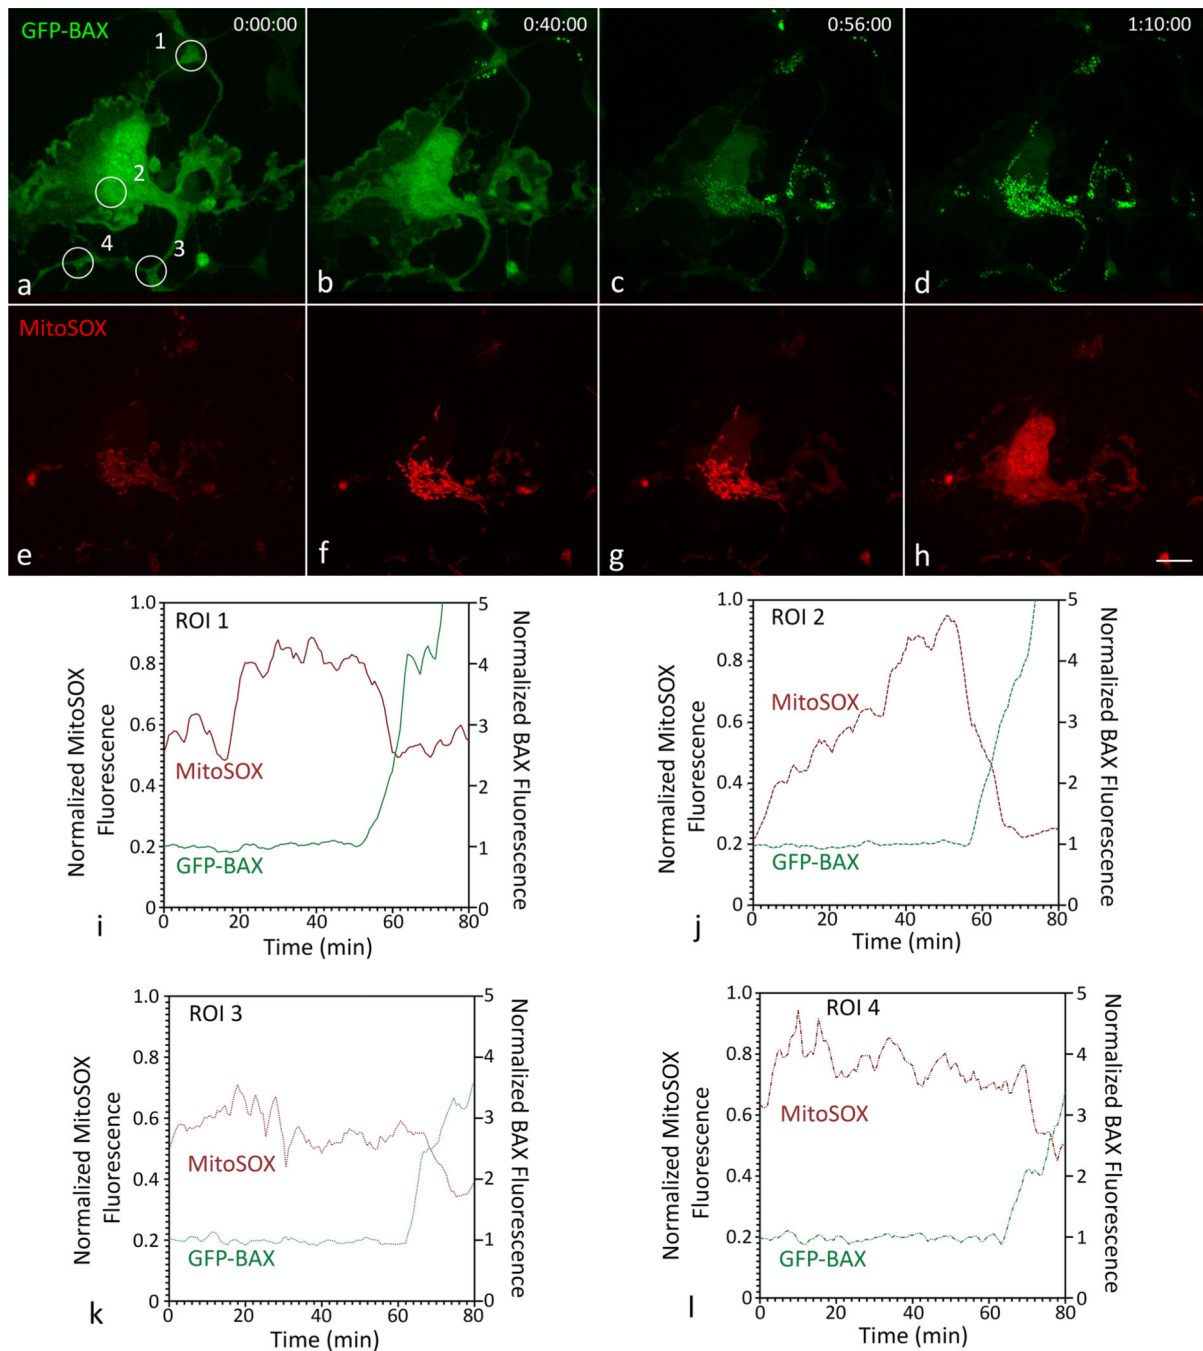 GFP-BAX
0:00:00
0:40:00
0:56:00
1:10:00
1
2
3
4
a
b
c
d
MitoSOX
e
f
g
h
ROI 1
Normalized MitoSOX
Fluorescence
1.0
0.8
0.6
0.4
0.2
0
MitoSOX
GFP-BAX
5
4
3
2
1
0
Normalized BAX Fluorescence
0 20 40 60 80
Time (min)
i
ROI 2
Normalized MitoSOX
Fluorescence
1.0
0.8
0.6
0.4
0.2
0
MitoSOX
GFP-BAX
5
4
3
2
1
0
Normalized BAX Fluorescence
0 20 40 60 80
Time (min)
j
ROI 3
Normalized MitoSOX
Fluorescence
1.0
0.8
0.6
0.4
0.2
0
MitoSOX
GFP-BAX
5
4
3
2
1
0
Normalized BAX Fluorescence
0 20 40 60 80
Time (min)
k
ROI 4
Normalized MitoSOX
Fluorescence
1.0
0.8
0.6
0.4
0.2
0
MitoSOX
GFP-BAX
5
4
3
2
1
0
Normalized BAX Fluorescence
0 20 40 60 80
Time (min)
l